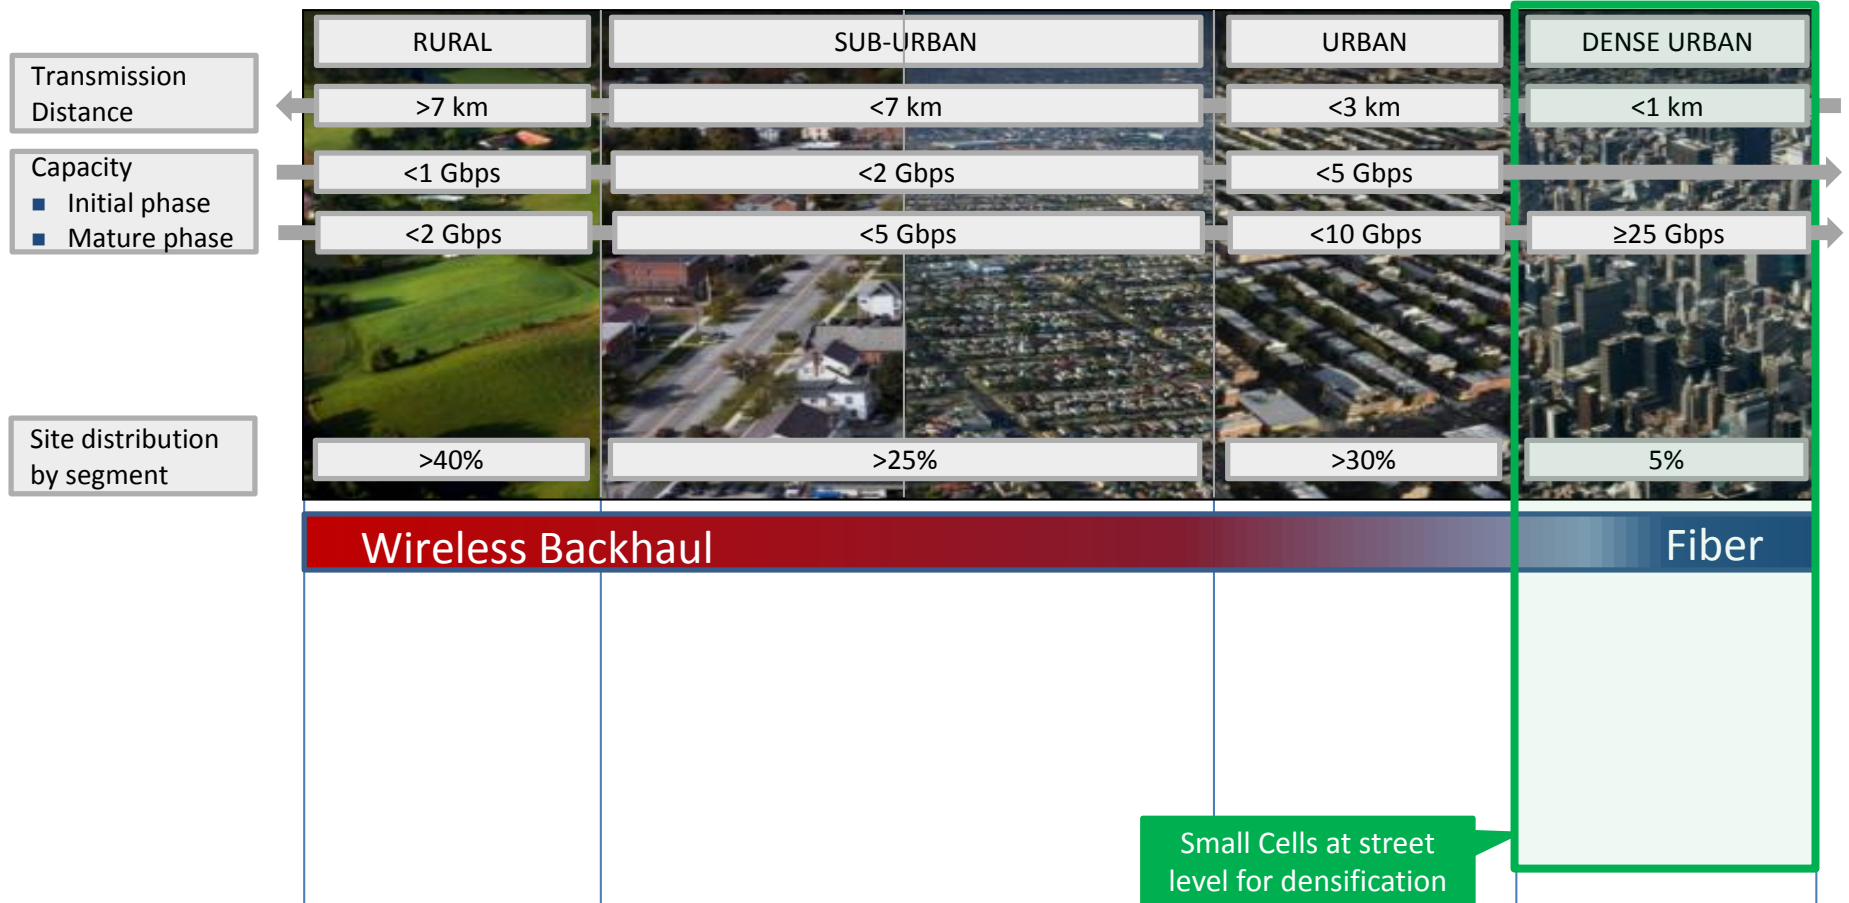 RURAL
SUB-URBAN
URBAN
DENSE URBAN
Transmission
Distance
>7 km
<7 km
<3 km
<1 km
Capacity
■ Initial phase
■ Mature phase
<1 Gbps
<2 Gbps
<5 Gbps
<2 Gbps
<5 Gbps
<10 Gbps
≥25 Gbps
Site distribution
by segment
>40%
>25%
>30%
5%
Wireless Backhaul
Fiber
Small Cells at street
level for densification